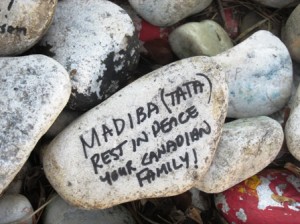 MADIBA (TATA)
REST IN PEACE
YOUR CANADIAN
FAMILY!